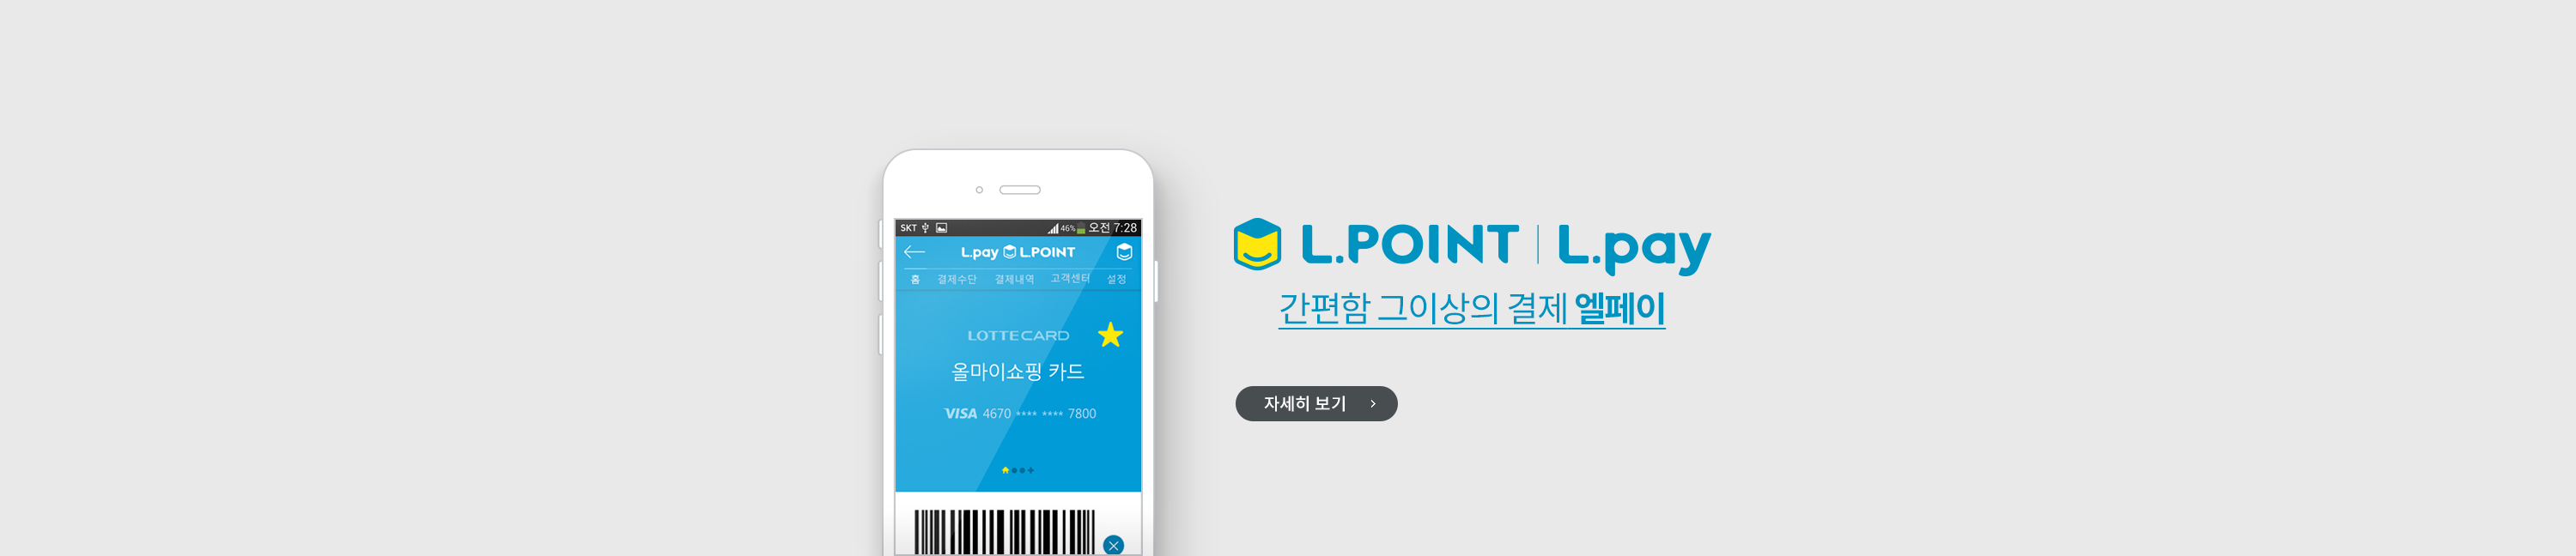 SKT 46% 오전 7:28
L.pay L.POINT
홈 결제수단 결제내역 고객센터 설정
LOTTE CARD
올마이쇼핑 카드
VISA 4670 **** **** 7800
L.POINT | L.pay
간편함 그이상의 결제 엘페이
자세히 보기 >